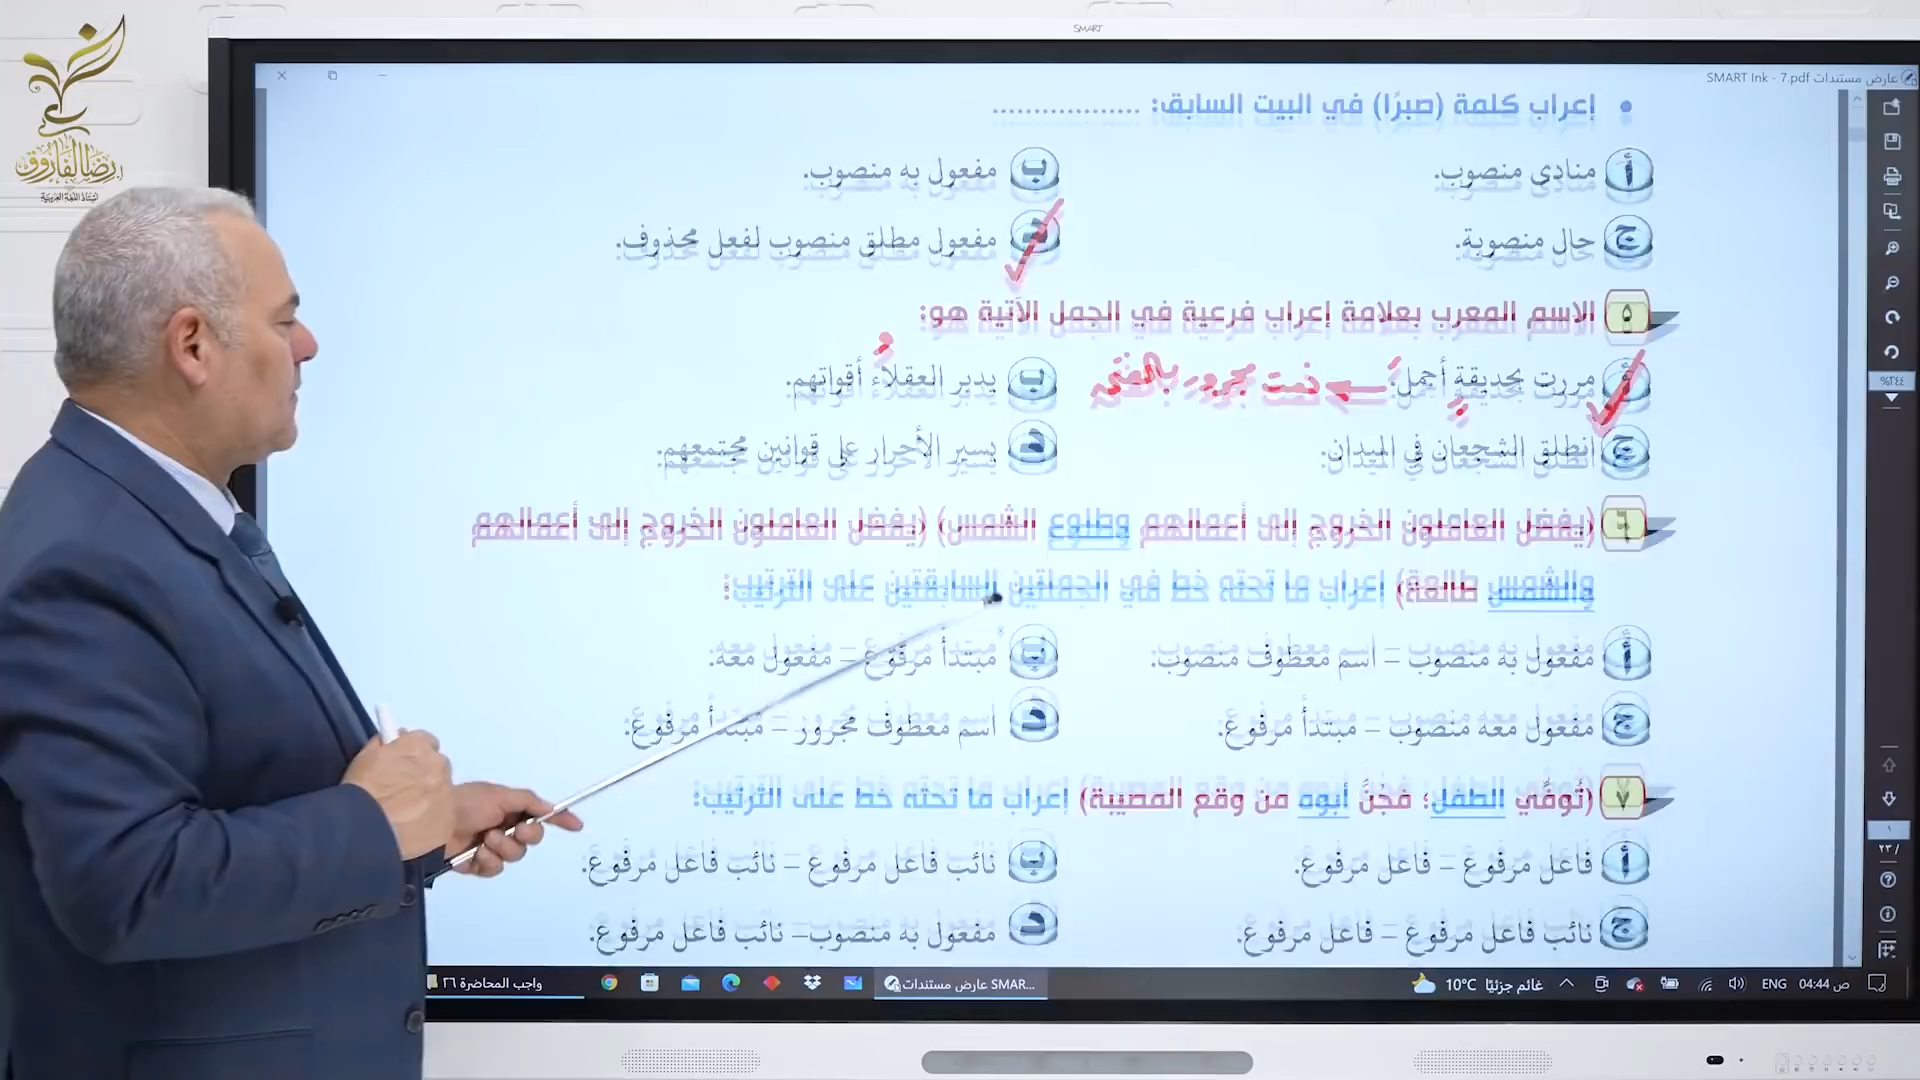 SMART
رضا الفاروق
أستاذ اللغة العربية
عارض مستندات SMART Ink - 7.pdf
إعراب كلمة (صبرًا) في البيت السابق: .................
أ منادى منصوب.
ب مفعول به منصوب.
ج حال منصوبة.
د مفعول مطلق منصوب لفعل محذوف.
٥ الاسم المعرب بعلامة إعراب فرعية في الجمل الآتية هو:
أ مررت بحديقة أجمل. نعت مجرور بالفتحة
ب يدبر العقلاء أقواتهم.
ج انطلق الشجعان في الميدان.
د يسير الأحرار على قوانين مجتمعهم.
٦ (يفضل العاملون الخروج إلى أعمالهم وطلوع الشمس) (يفضل العاملون الخروج إلى أعمالهم
والشمس طالعة) إعراب ما تحته خط في الجملتين السابقتين على الترتيب:
أ مفعول به منصوب – اسم معطوف منصوب.
ب مبتدأ مرفوع – مفعول معه.
ج مفعول معه منصوب – مبتدأ مرفوع.
د اسم معطوف مجرور – مبتدأ مرفوع.
٧ (تُوفِّي الطفل؛ فجُنَّ أبوه من وقع المصيبة) إعراب ما تحته خط على الترتيب:
أ فاعل مرفوع – فاعل مرفوع.
ب نائب فاعل مرفوع – نائب فاعل مرفوع.
ج نائب فاعل مرفوع – فاعل مرفوع.
د مفعول به منصوب– نائب فاعل مرفوع.
%٢٤٤
١
٢٣ /
واجب المحاضرة ٢٦
عارض مستندات SMAR...
10°C غائم جزئيًا
ENG
04:44 ص